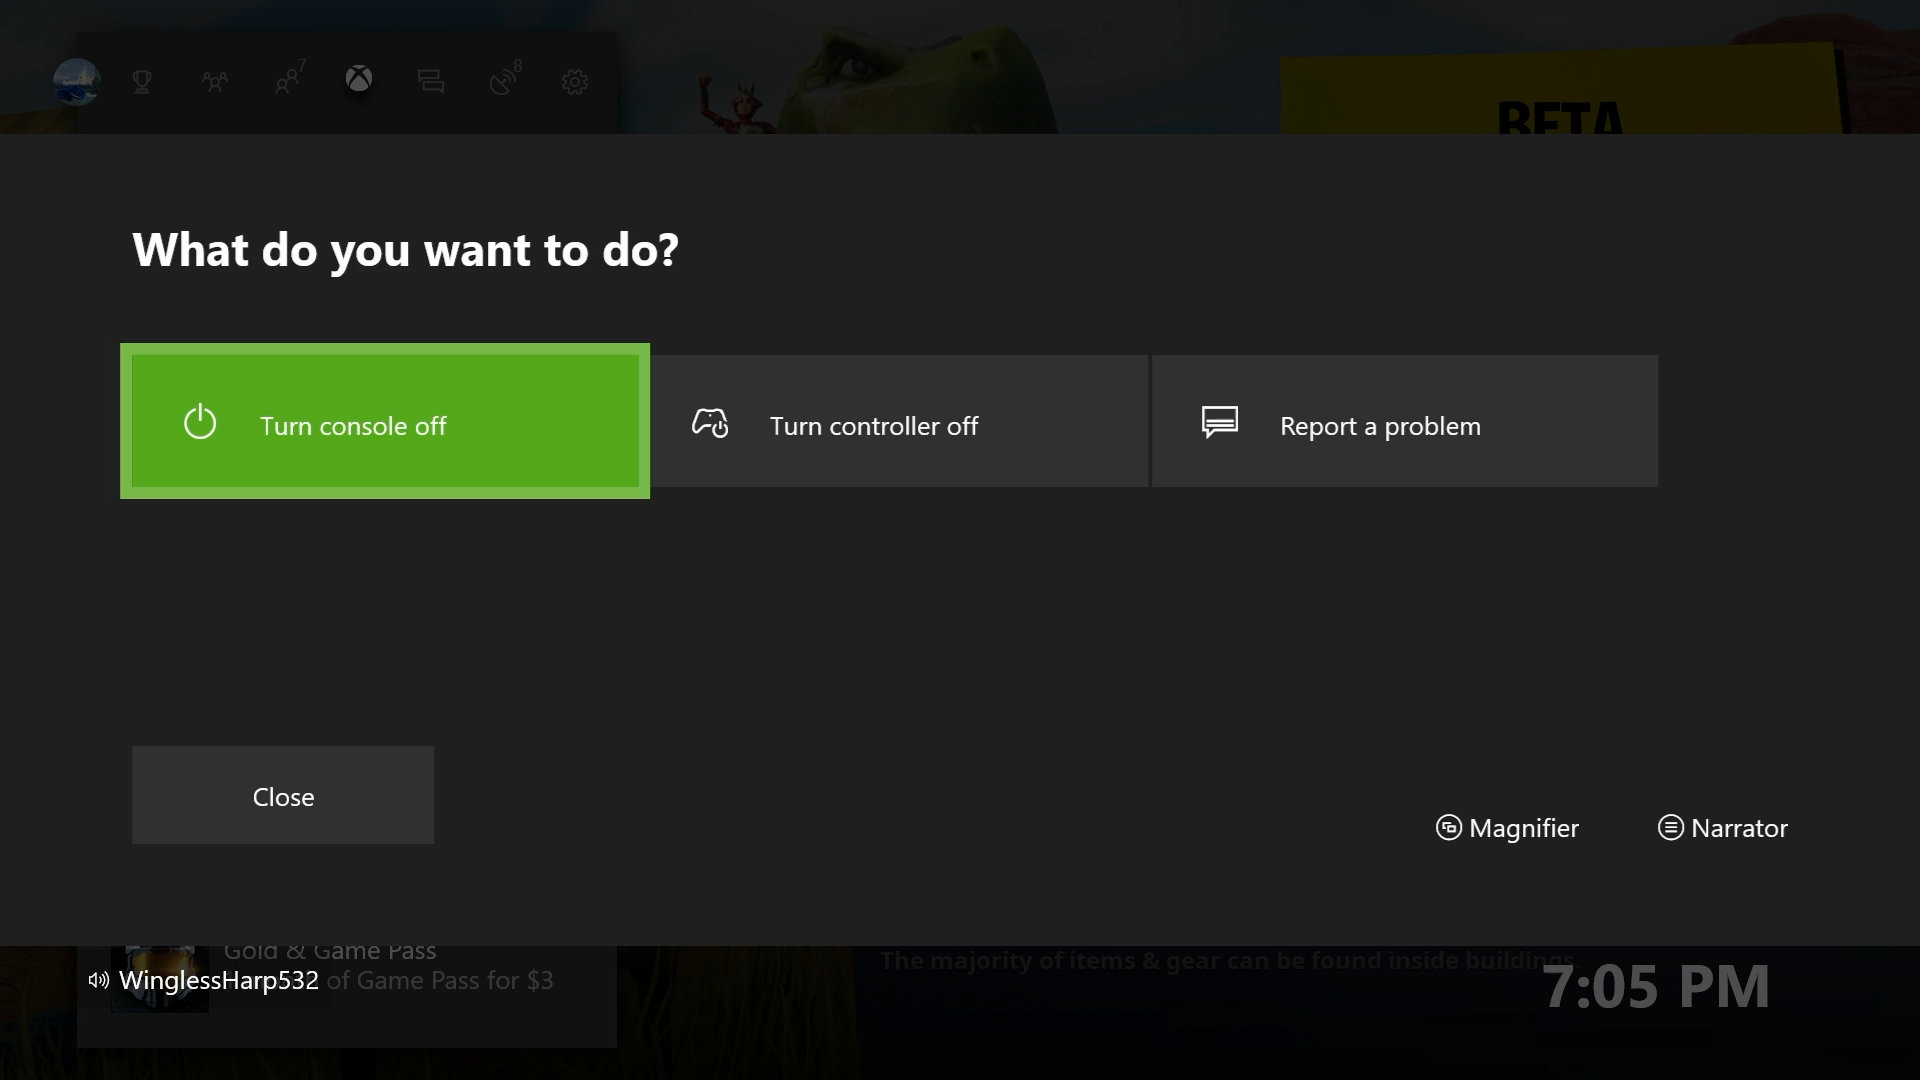 7
8
BETA
What do you want to do?
Turn console off
Turn controller off
Report a problem
Close
Magnifier
Narrator
Gold & Game Pass
WinglessHarp532
of Game Pass for $3
The majority of items & gear can be found inside buildings.
7:05 PM